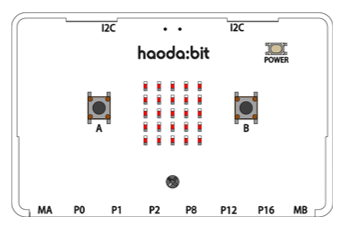 I2C I2C
haoda:bit
POWER
A B
MA P0 P1 P2 P8 P12 P16 MB